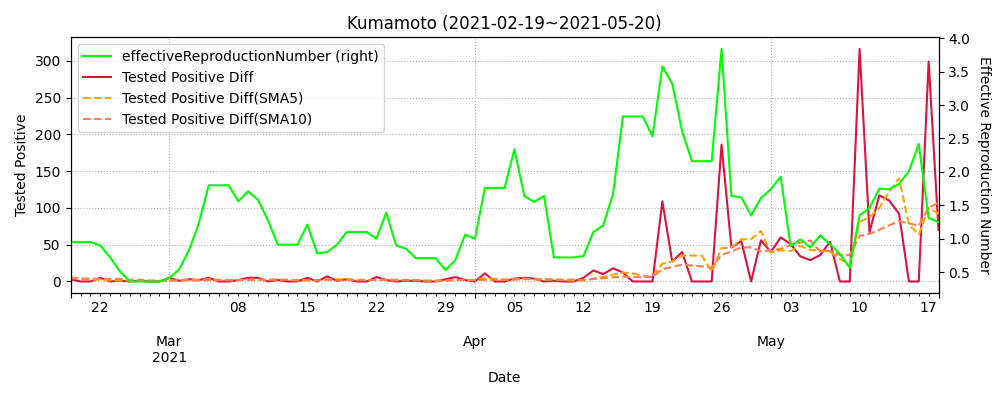 Kumamoto (2021-02-19~2021-05-20)
effectiveReproductionNumber (right)
Tested Positive Diff
Tested Positive Diff(SMA5)
Tested Positive Diff(SMA10)
Tested Positive
300
250
200
150
100
50
0
4.0
3.5
3.0
2.5
2.0
1.5
1.0
0.5
Effective Reproduction Number
22 08 15 22 29 05 12 19 26 03 10 17
Mar Apr May
2021
Date